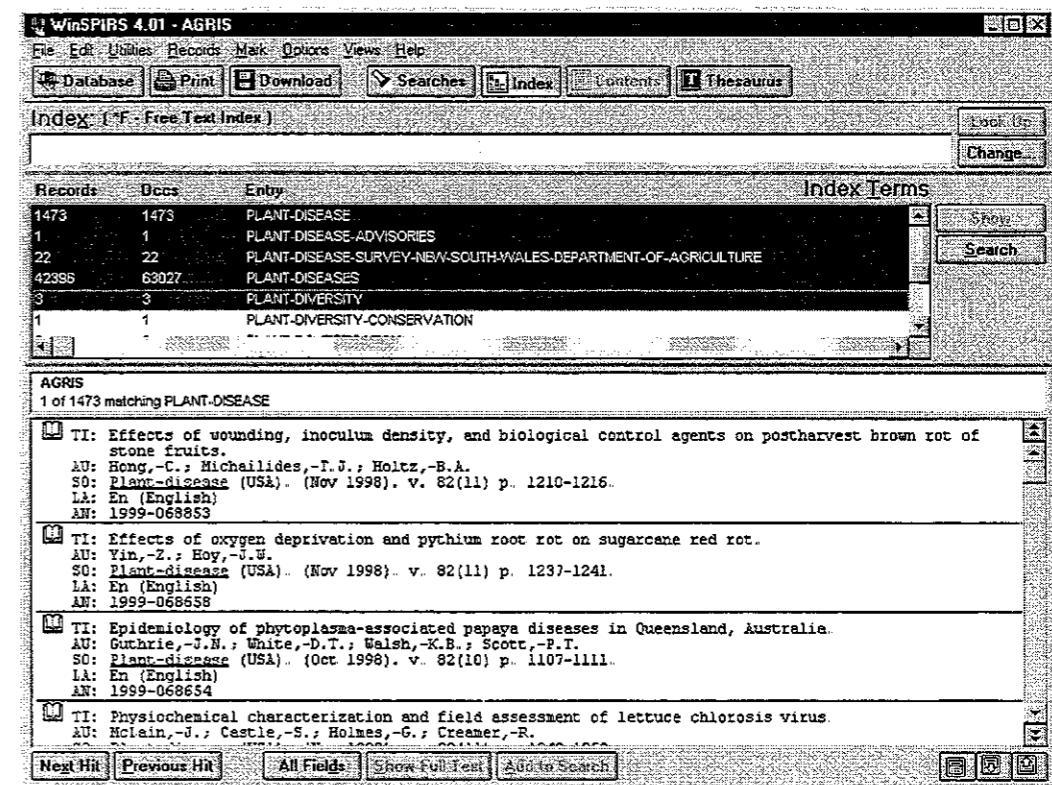 WinSPIRS 4.01 - AGRIS
File Edit Utilities Records Mark Options Views Help
Database Print Download Searches Index Contents Thesaurus
Index: ( *F - Free Text Index )
Look Up
Change...
Records Occs Entry Index Terms
1473 1473 PLANT-DISEASE
Show
1 1 PLANT-DISEASE-ADVISORIES
22 22 PLANT-DISEASE-SURVEY-NEW-SOUTH-WALES-DEPARTMENT-OF-AGRICULTURE
Search
42396 63027 PLANT-DISEASES
3 3 PLANT-DIVERSITY
1 1 PLANT-DIVERSITY-CONSERVATION
AGRIS
1 of 1473 matching PLANT-DISEASE
TI: Effects of wounding, inoculum density, and biological control agents on postharvest brown rot of
stone fruits.
AU: Hong,-C.; Michailides,-T.J.; Holtz,-B.A.
SO: Plant-disease (USA). (Nov 1998). v. 82(11) p. 1210-1216.
LA: En (English)
AN: 1999-068853
TI: Effects of oxygen deprivation and pythium root rot on sugarcane red rot.
AU: Yin,-Z.; Hoy,-J.W.
SO: Plant-disease (USA). (Nov 1998). v. 82(11) p. 1237-1241.
LA: En (English)
AN: 1999-068658
TI: Epidemiology of phytoplasma-associated papaya diseases in Queensland, Australia.
AU: Guthrie,-J.N.; White,-D.T.; Walsh,-K.B.; Scott,-P.T.
SO: Plant-disease (USA). (Oct 1998). v. 82(10) p. 1107-1111.
LA: En (English)
AN: 1999-068654
TI: Physiochemical characterization and field assessment of lettuce chlorosis virus.
AU: McLain,-J.; Castle,-S.; Holmes,-G.; Creamer,-R.
Next Hit Previous Hit All Fields Show Full Text Add to Search